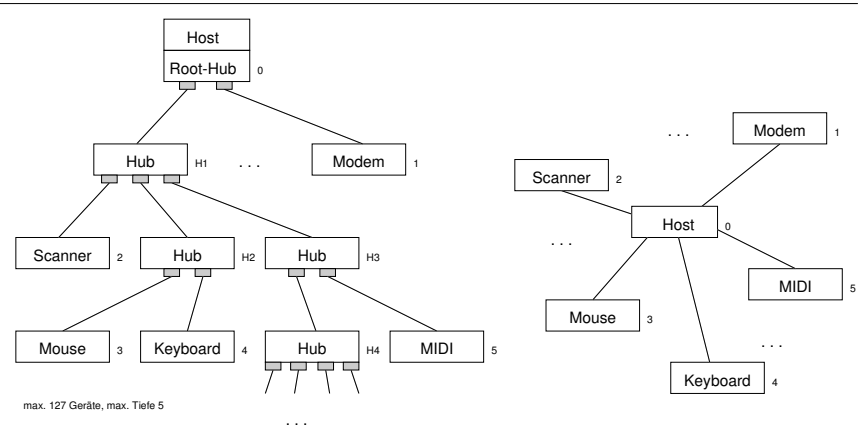 Host
Root-Hub 0
Hub H1 . . . Modem 1
Scanner 2 Hub H2 Hub H3
Mouse 3 Keyboard 4 Hub H4 MIDI 5
max. 127 Geräte, max. Tiefe 5
. . .
. . . Modem 1
Scanner 2
Host 0
. . .
MIDI 5
Mouse 3
. . .
Keyboard 4